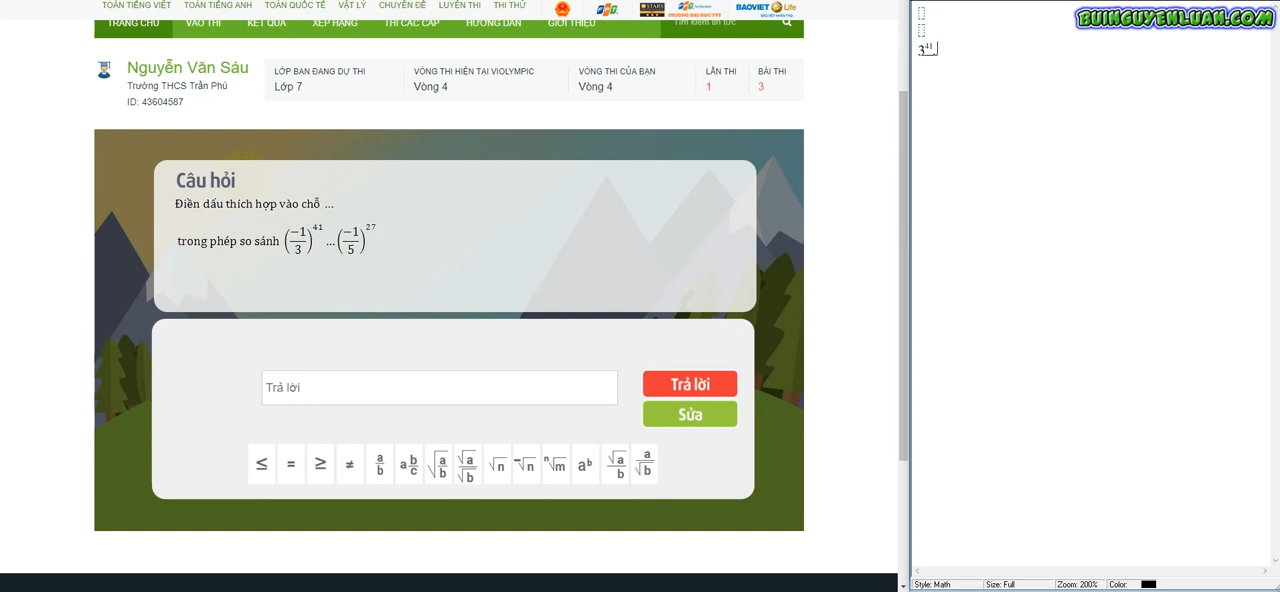 TOÁN TIẾNG VIỆT TOÁN TIẾNG ANH TOÁN QUỐC TẾ VẬT LÝ CHUYÊN ĐỀ LUYỆN THI THI THỬ
TRANG CHỦ VÀO THI KẾT QUẢ XẾP HẠNG THI CÁC CẤP HƯỚNG DẪN GIỚI THIỆU Tìm kiếm tin tức
BUINGUYENLUAN.COM
Nguyễn Văn Sáu
Trường THCS Trần Phú
ID: 43604587
LỚP BẠN ĐANG DỰ THI VÒNG THI HIỆN TẠI VIOLYMPIC VÒNG THI CỦA BẠN LẦN THI BÀI THI
Lớp 7 Vòng 4 Vòng 4 1 3
Câu hỏi
Điền dấu thích hợp vào chỗ ...
trong phép so sánh (−1/3)^41 ... (−1/5)^27
Trả lời
Trả lời
Sửa
≤ = ≥ ≠ a/b a b/c √(a/b) √a/√b √n −√n ⁿ√m aᵇ √a/b a/√b
3^41.
Style: Math Size: Full Zoom: 200% Color: